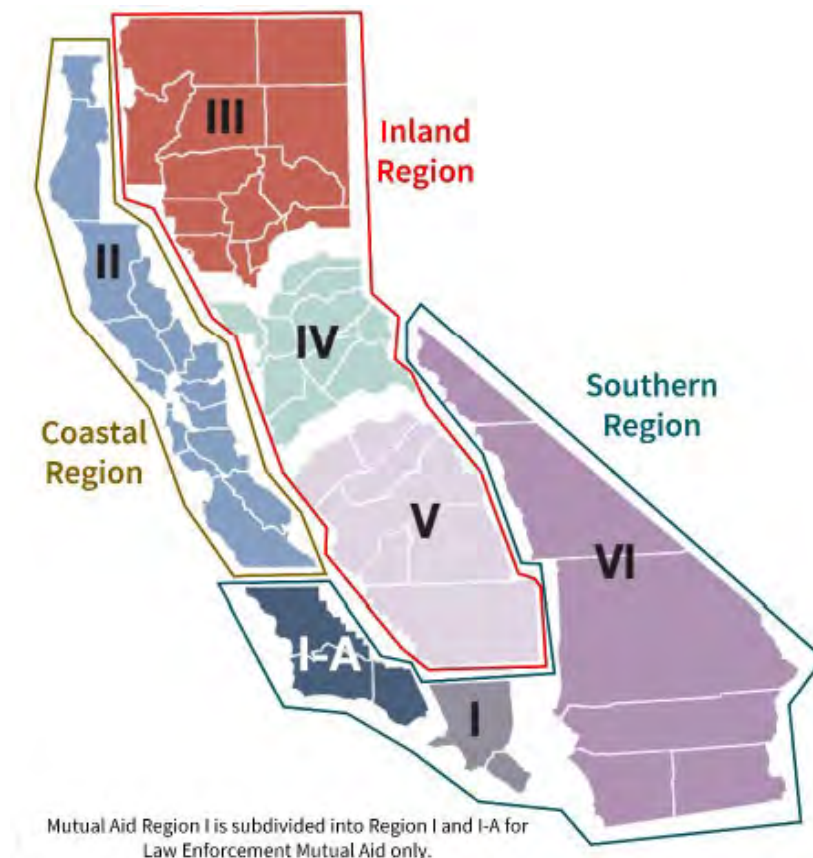 III
Inland
Region
II
IV
Southern
Region
Coastal
Region
V
VI
I-A
I
Mutual Aid Region I is subdivided into Region I and I-A for
Law Enforcement Mutual Aid only.